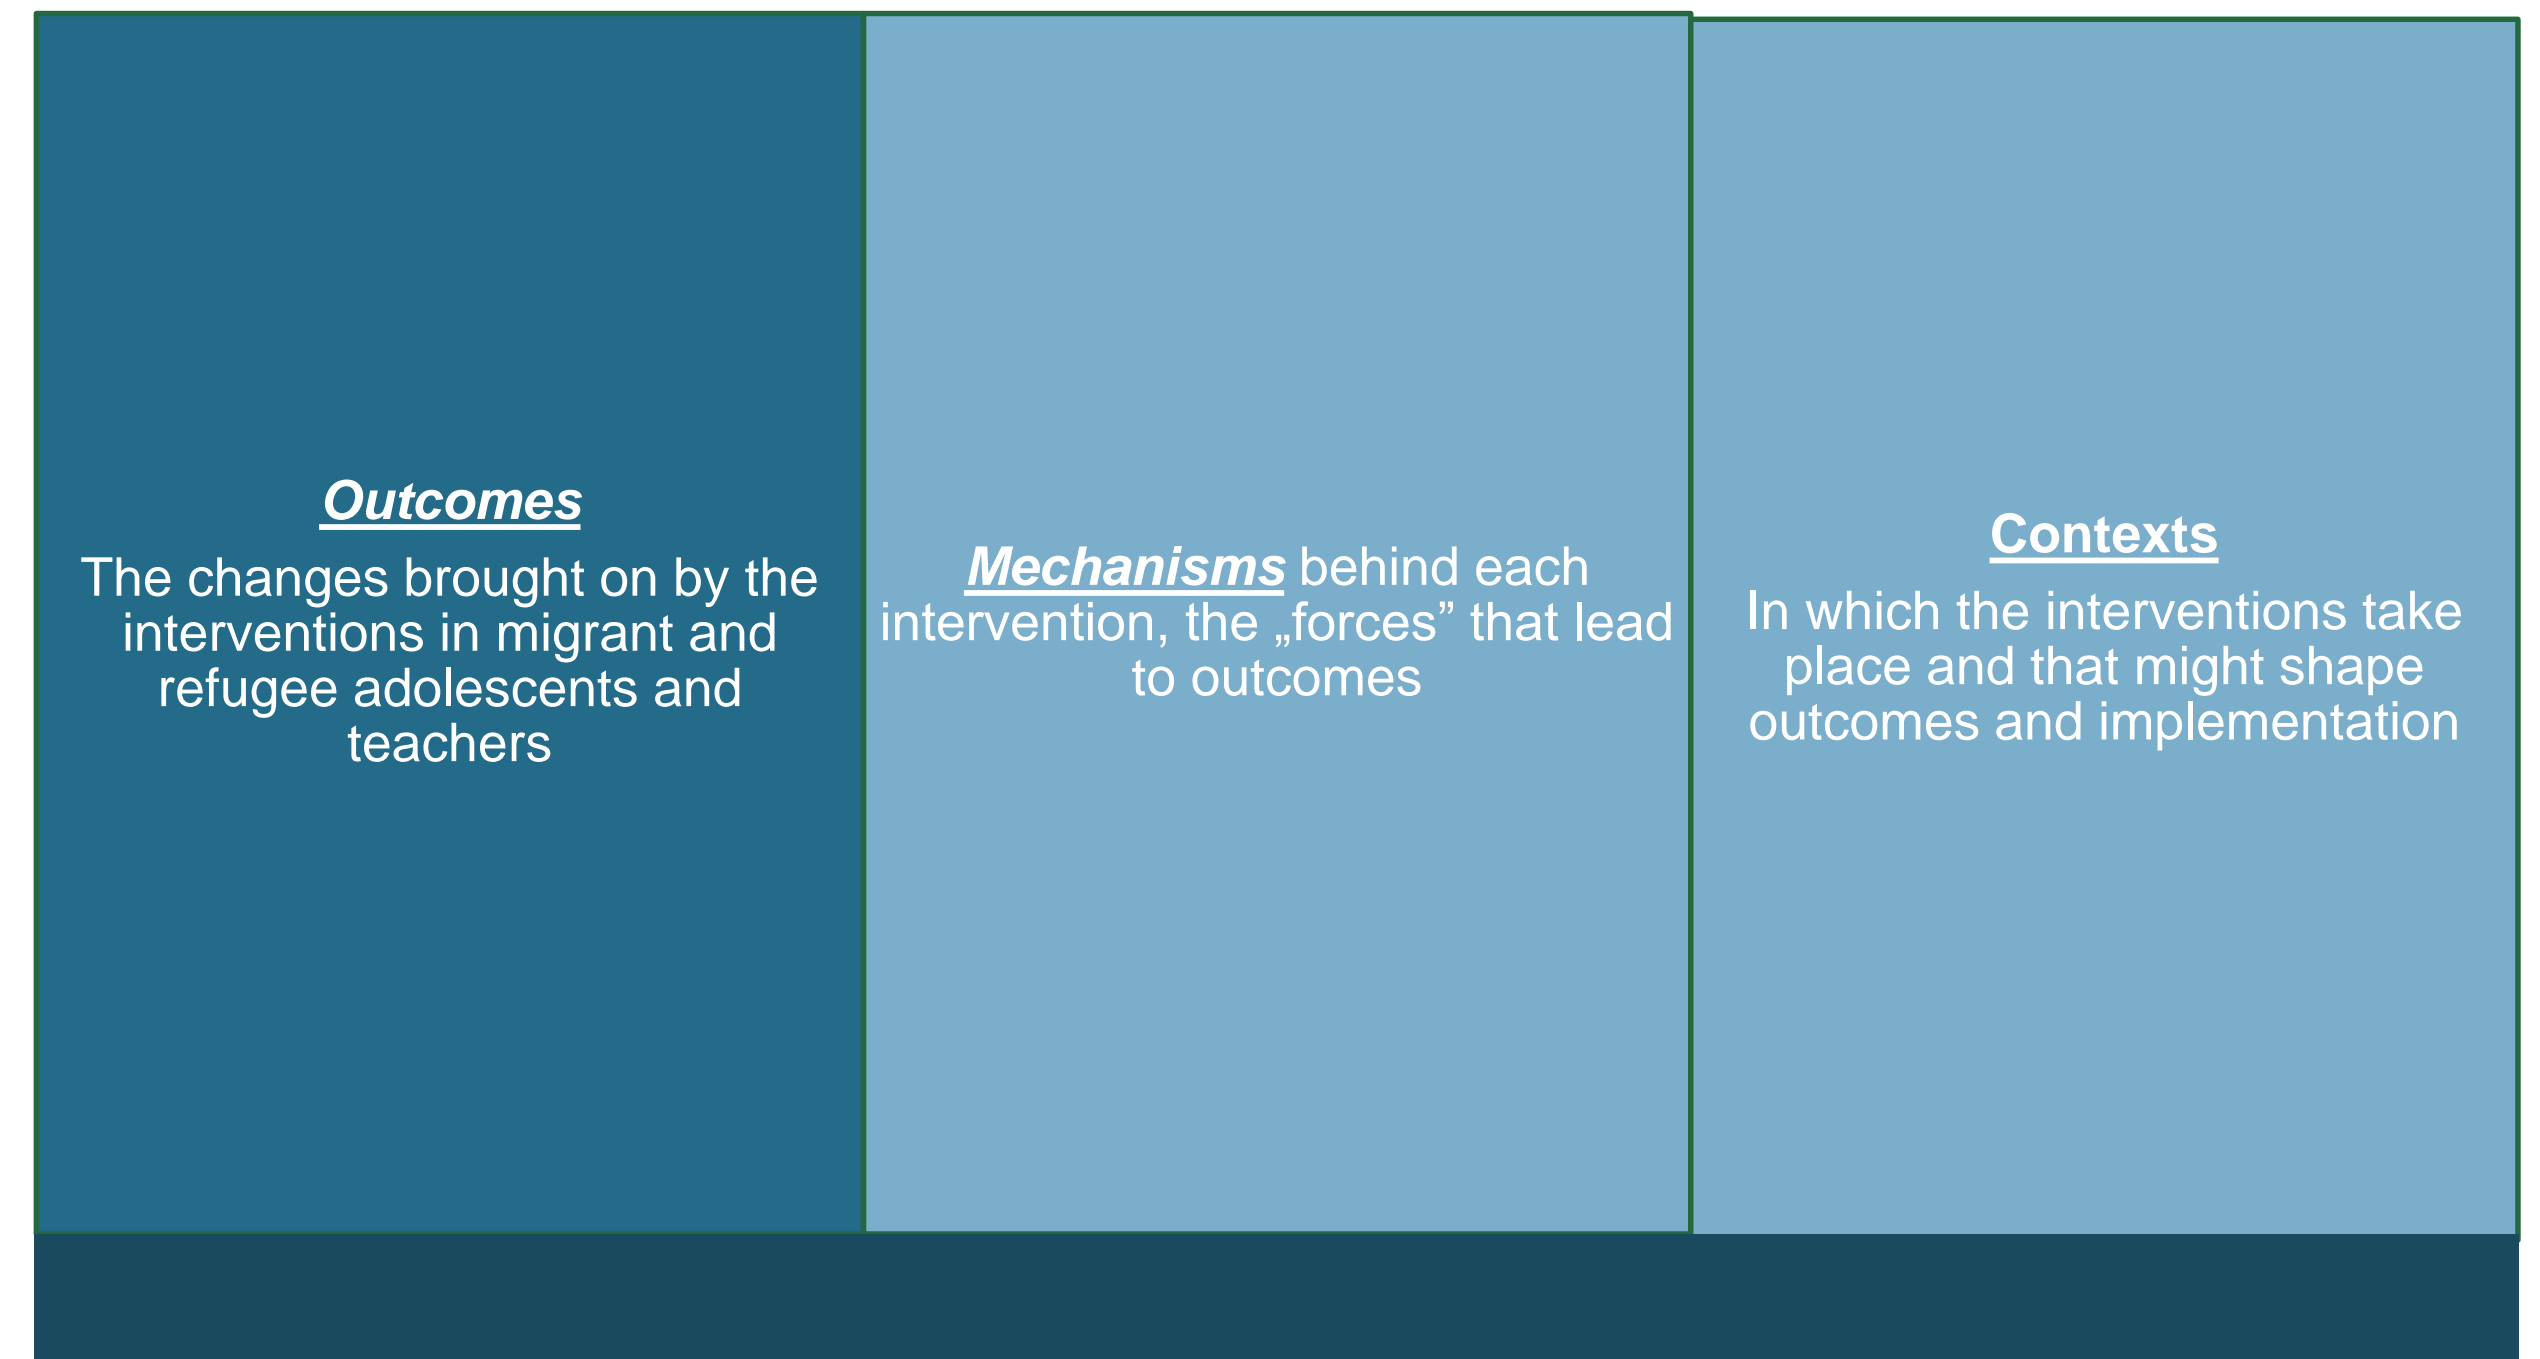 Outcomes
The changes brought on by the
interventions in migrant and
refugee adolescents and
teachers
Mechanisms behind each
intervention, the „forces” that lead
to outcomes
Contexts
In which the interventions take
place and that might shape
outcomes and implementation